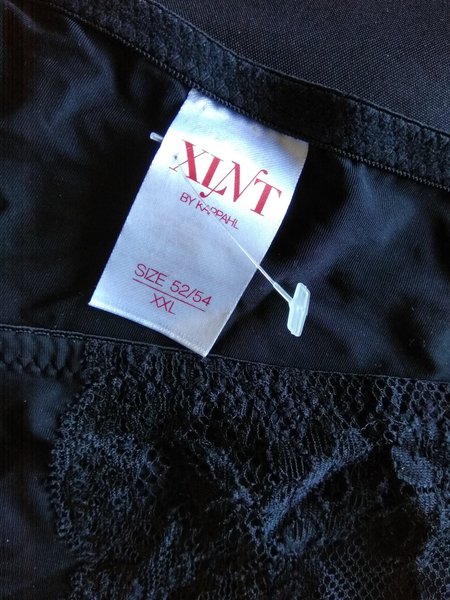 XLNT
BY KAPPAHL
SIZE 52/54
XXL